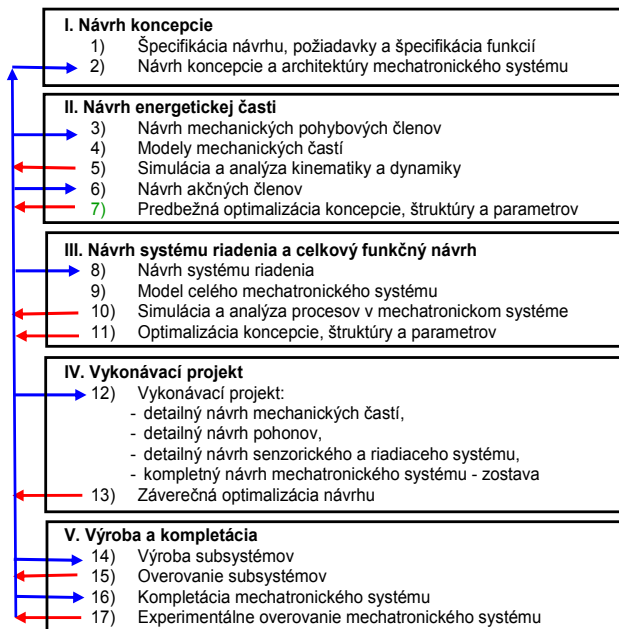 I. Návrh koncepcie
1) Špecifikácia návrhu, požiadavky a špecifikácia funkcií
2) Návrh koncepcie a architektúry mechatronického systému
II. Návrh energetickej časti
3) Návrh mechanických pohybových členov
4) Modely mechanických častí
5) Simulácia a analýza kinematiky a dynamiky
6) Návrh akčných členov
7) Predbežná optimalizácia koncepcie, štruktúry a parametrov
III. Návrh systému riadenia a celkový funkčný návrh
8) Návrh systému riadenia
9) Model celého mechatronického systému
10) Simulácia a analýza procesov v mechatronickom systéme
11) Optimalizácia koncepcie, štruktúry a parametrov
IV. Vykonávací projekt
12) Vykonávací projekt:
- detailný návrh mechanických častí,
- detailný návrh pohonov,
- detailný návrh senzorického a riadiaceho systému,
- kompletný návrh mechatronického systému - zostava
13) Záverečná optimalizácia návrhu
V. Výroba a kompletácia
14) Výroba subsystémov
15) Overovanie subsystémov
16) Kompletácia mechatronického systému
17) Experimentálne overovanie mechatronického systému